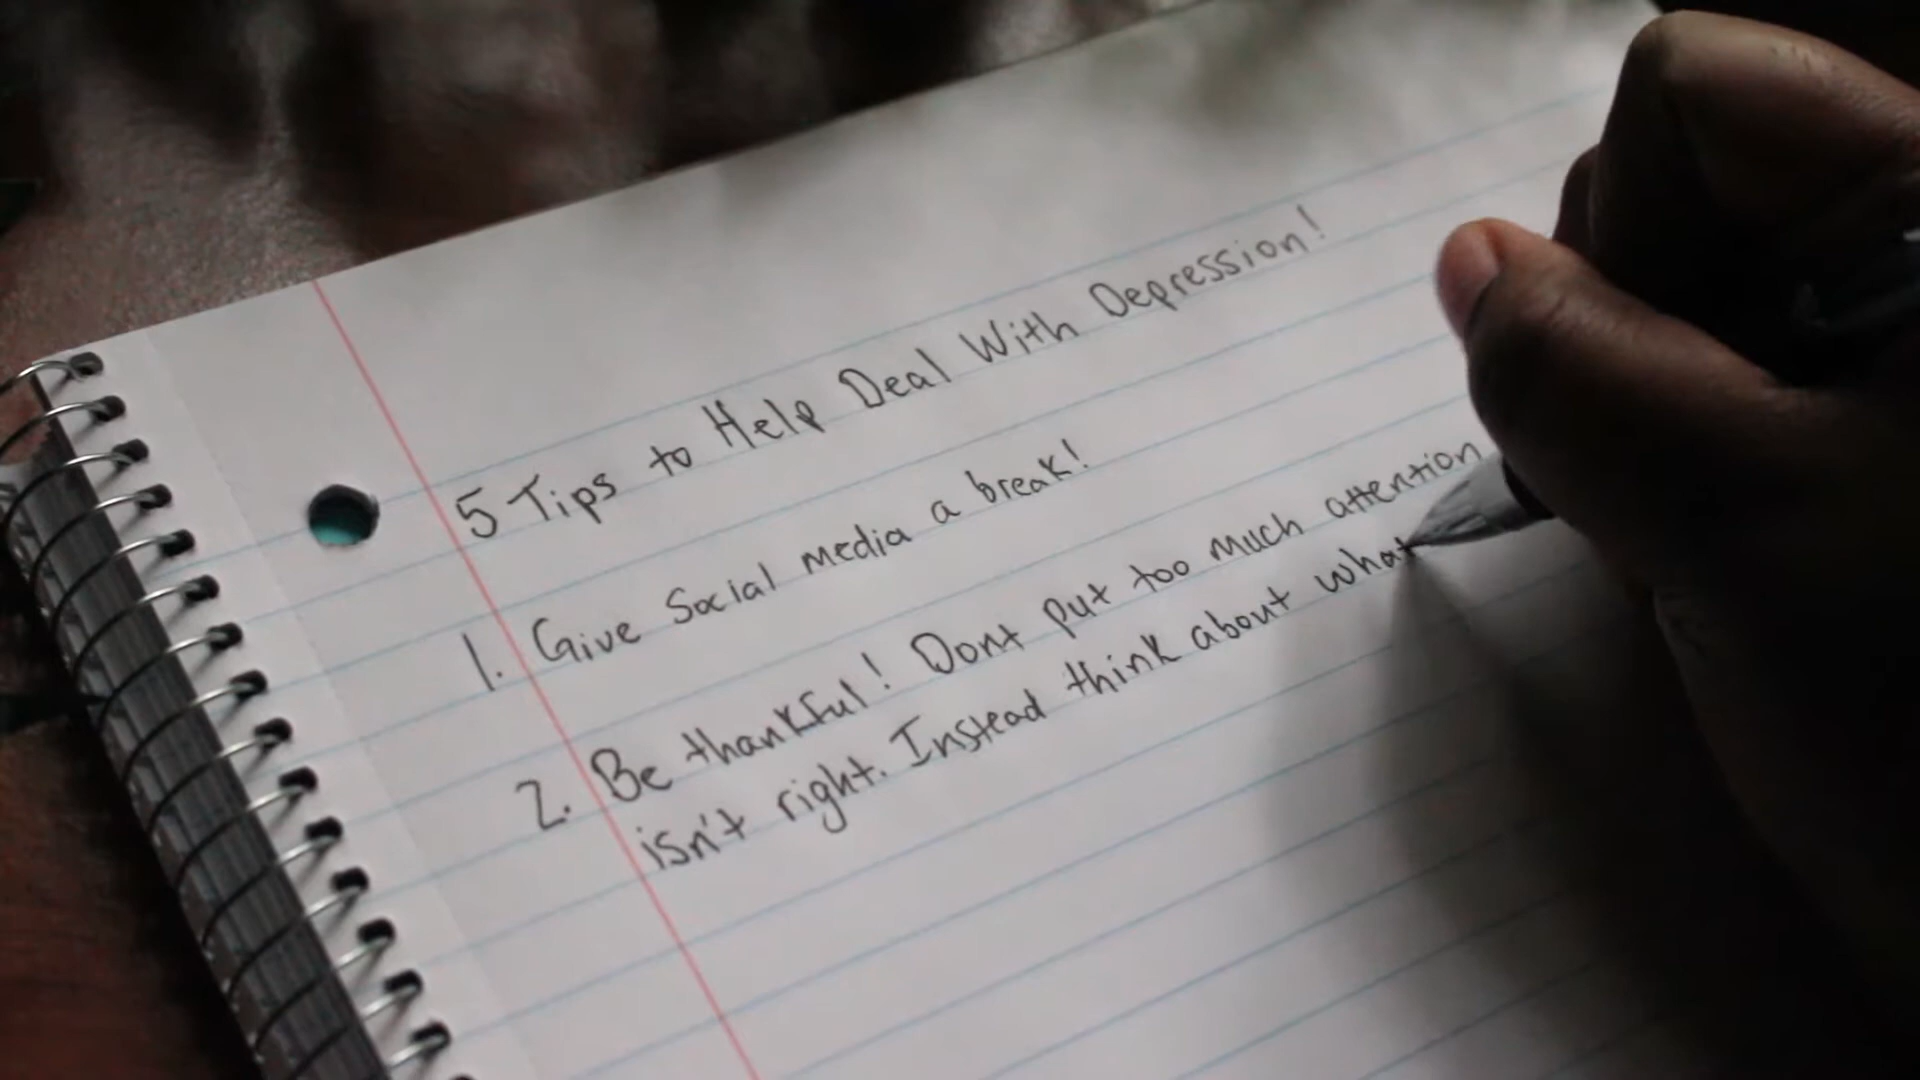 5 Tips to Help Deal With Depression!
1. Give Social media a break!
2. Be thankful! Dont put too much attention
isn't right. Instead think about what